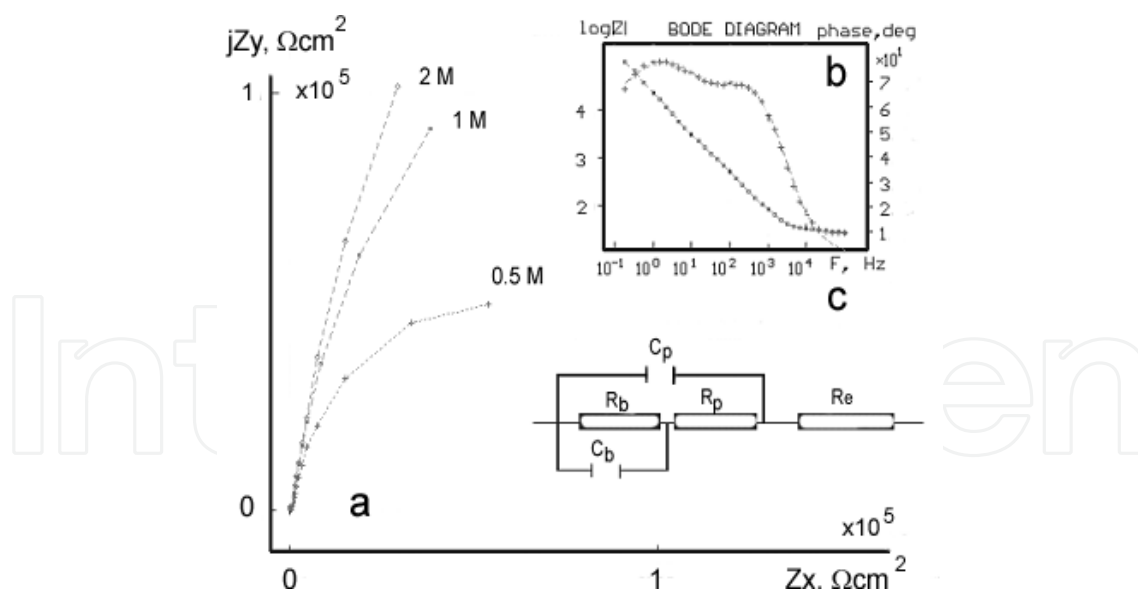 jZy, Ωcm²
x10⁵
1
2 M
1 M
0.5 M
0
a
x10⁵
0
1
Zx, Ωcm²
log|Z| BODE DIAGRAM phase,deg
x10¹
b
4
3
2
7
6
5
4
3
2
1
10⁻¹ 10⁰ 10¹ 10² 10³ 10⁴ F, Hz
c
Cp
Rb Rp Re
Cb
Inten